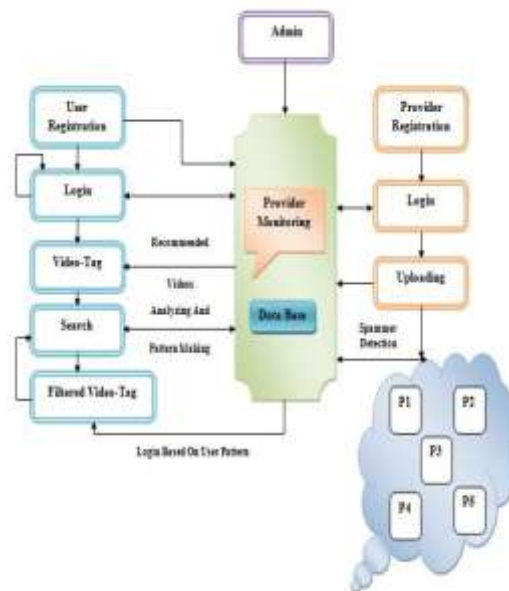 Admin
User
Registration
Login
Video-Tag
Search
Filtered Video-Tag
Provider
Monitoring
Data Base
Recommended
Videos
Analyzing And
Pattern Making
Login Based On User Pattern
Provider
Registration
Login
Uploading
Spammer
Detection
P1
P2
P3
P4